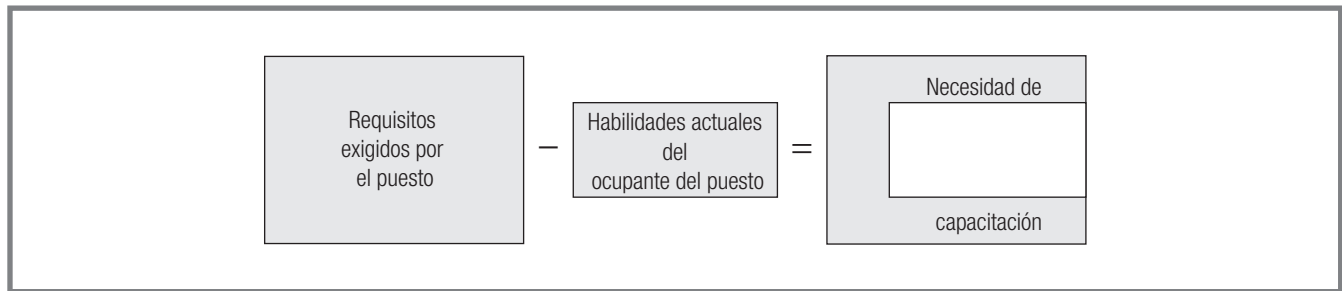 Requisitos
exigidos por
el puesto
−
Habilidades actuales
del
ocupante del puesto
=
Necesidad de
capacitación